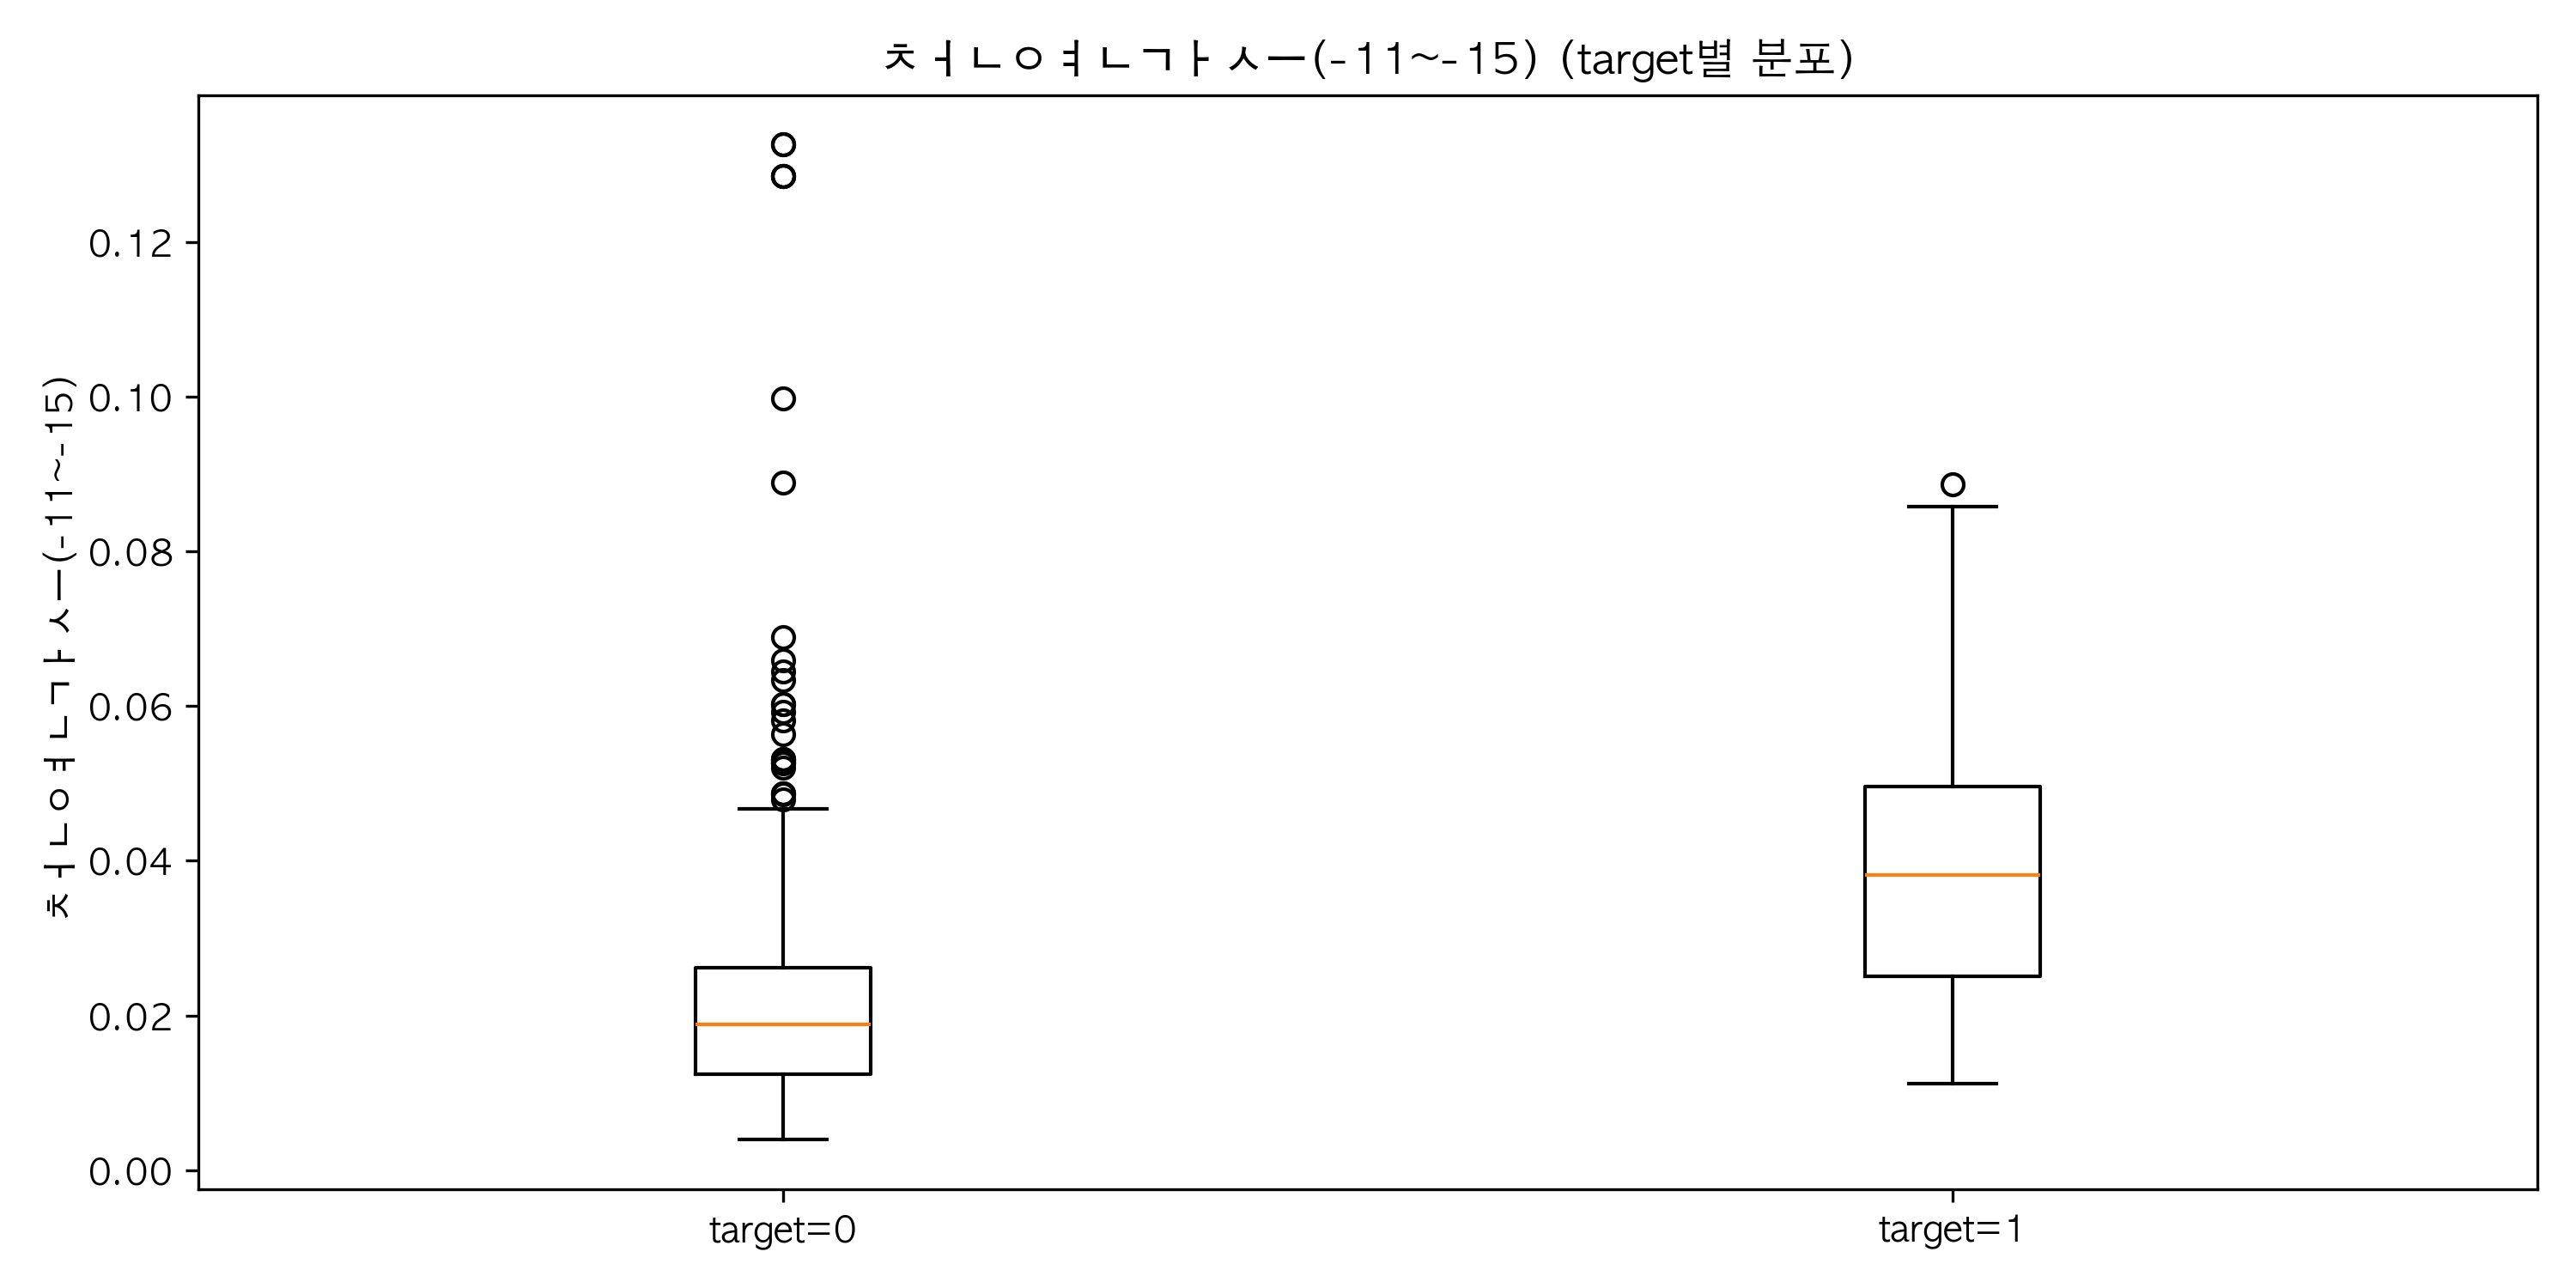 ㅊㅓㄴㅇㅕㄴㄱㅏㅅㅡ(-11~-15) (target별 분포)
ㅊㅓㄴㅇㅕㄴㄱㅏㅅㅡ(-11~-15)
0.12
0.10
0.08
0.06
0.04
0.02
0.00
target=0
target=1